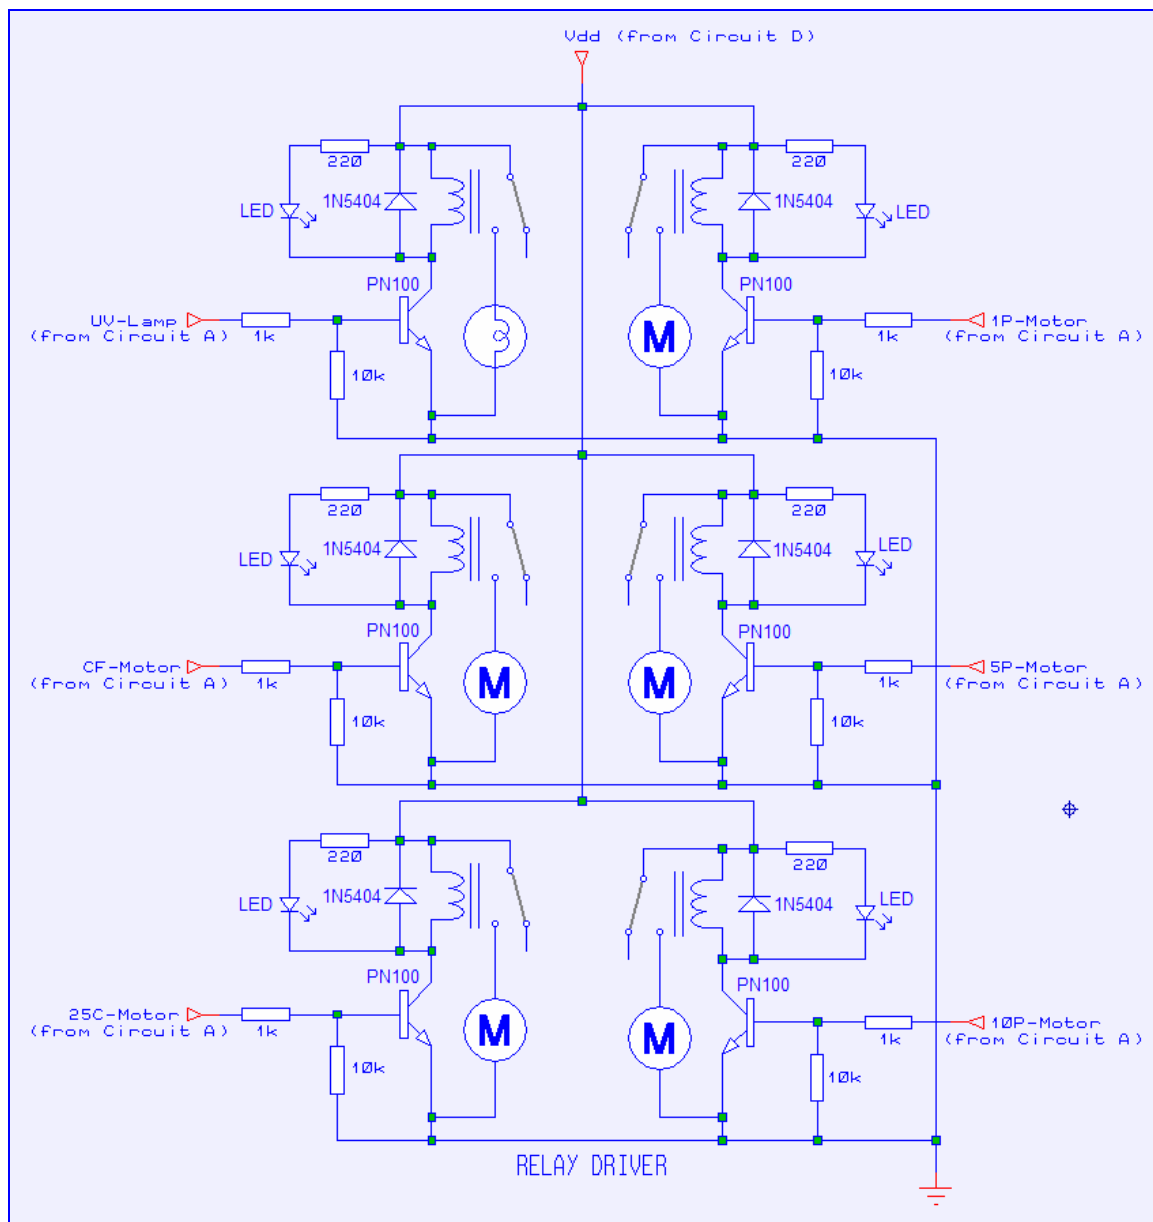 Vdd (from Circuit D)
220
220
LED
1N5404
1N5404
LED
PN100
PN100
UV-Lamp
(from Circuit A)
1k
10k
M
10k
1k
1P-Motor
(from Circuit A)
220
220
LED
1N5404
1N5404
LED
PN100
PN100
CF-Motor
(from Circuit A)
1k
10k
M
M
10k
1k
5P-Motor
(from Circuit A)
220
220
LED
1N5404
1N5404
LED
PN100
PN100
25C-Motor
(from Circuit A)
1k
10k
M
M
10k
1k
10P-Motor
(from Circuit A)
RELAY DRIVER